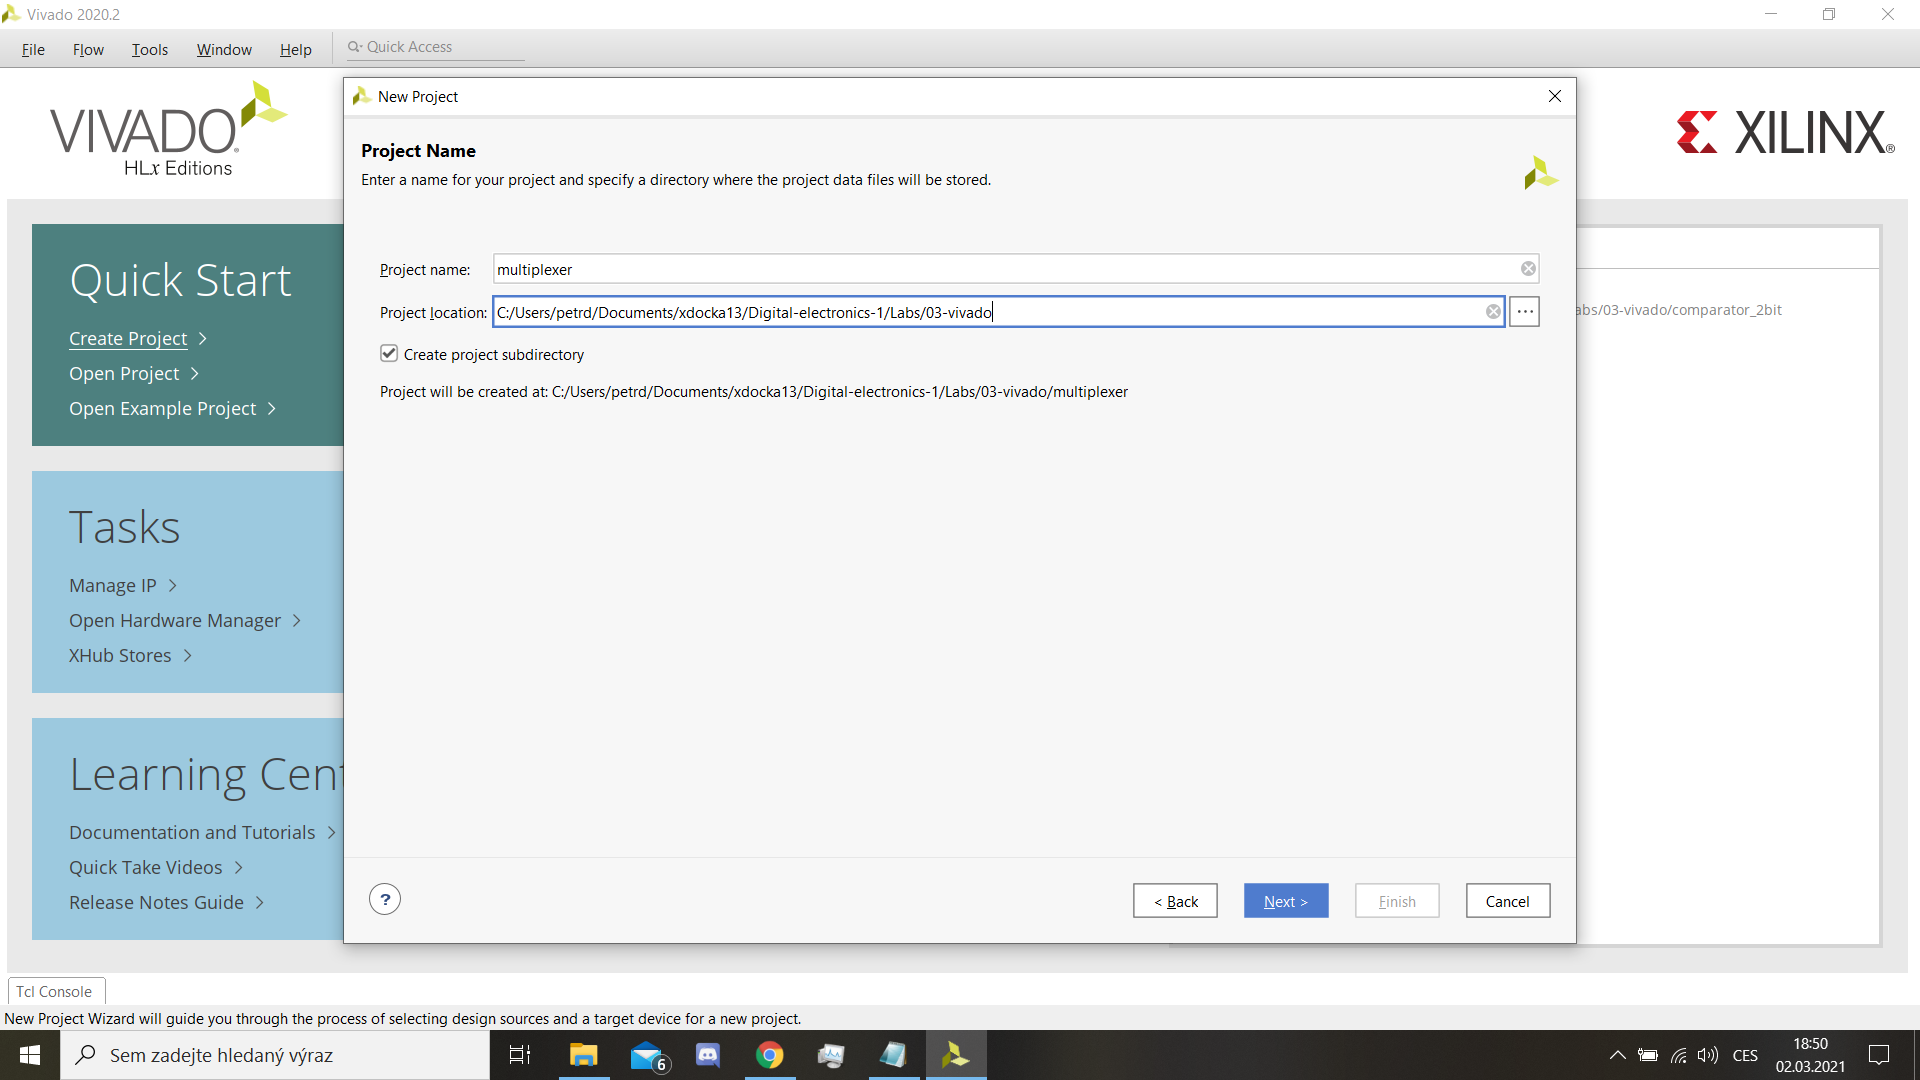 Vivado 2020.2
File Flow Tools Window Help Quick Access
VIVADO
HLx Editions
XILINX®
New Project
Project Name
Enter a name for your project and specify a directory where the project data files will be stored.
Project name: multiplexer
Project location: C:/Users/petrd/Documents/xdocka13/Digital-electronics-1/Labs/03-vivado ...
Create project subdirectory
Project will be created at: C:/Users/petrd/Documents/xdocka13/Digital-electronics-1/Labs/03-vivado/multiplexer
? < Back Next > Finish Cancel
Quick Start
Create Project >
Open Project >
Open Example Project >
Tasks
Manage IP >
Open Hardware Manager >
XHub Stores >
Learning Cent
Documentation and Tutorials >
Quick Take Videos >
Release Notes Guide >
abs/03-vivado/comparator_2bit
Tcl Console
New Project Wizard will guide you through the process of selecting design sources and a target device for a new project.
Sem zadejte hledaný výraz
6
CES
18:50
02.03.2021